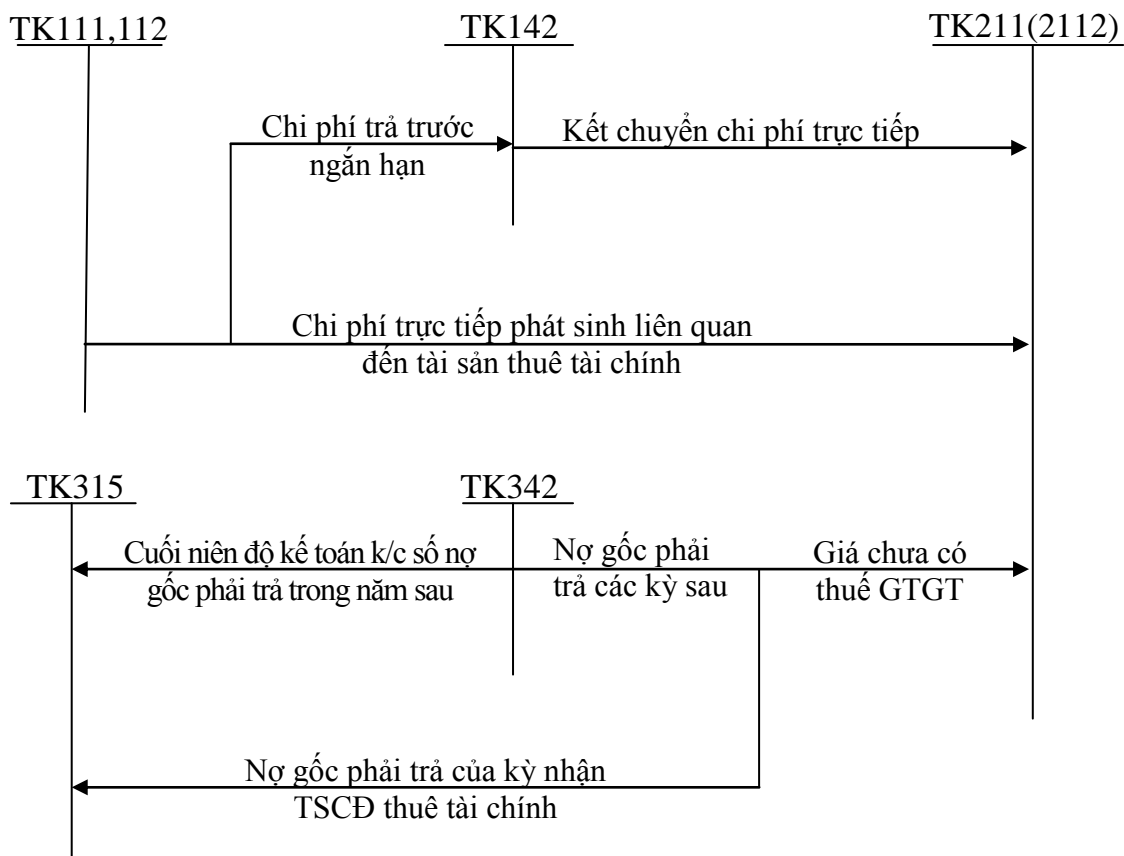 TK111,112
TK142
TK211(2112)
Chi phí trả trước
ngắn hạn
Kết chuyển chi phí trực tiếp
Chi phí trực tiếp phát sinh liên quan
đến tài sản thuê tài chính
TK315
TK342
Cuối niên độ kế toán k/c số nợ
gốc phải trả trong năm sau
Nợ gốc phải
trả các kỳ sau
Giá chưa có
thuế GTGT
Nợ gốc phải trả của kỳ nhận
TSCĐ thuê tài chính